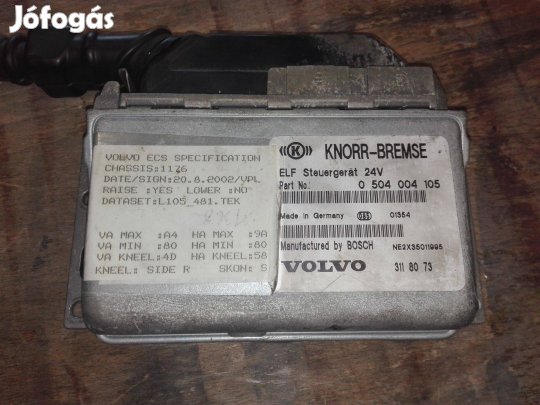 Jófogás
VOLVO ECS SPECIFICATION
CHASSIS:1176
DATE/SIGN:20.8.2002/VPL
RAISE :YES LOWER :NO
DATASET:L105_481.TEK
VA MAX :A4 HA MAX :9A
VA MIN :80 HA MIN :80
VA KNEEL:4D HA KNEEL:58
KNEEL: SIDE R SKON: S
K KNORR-BREMSE
ELF Steuergerät 24V
Part No: 0 504 004 105
Made in Germany 01354
Manufactured by BOSCH NE2X35011995
VOLVO 311 80 73